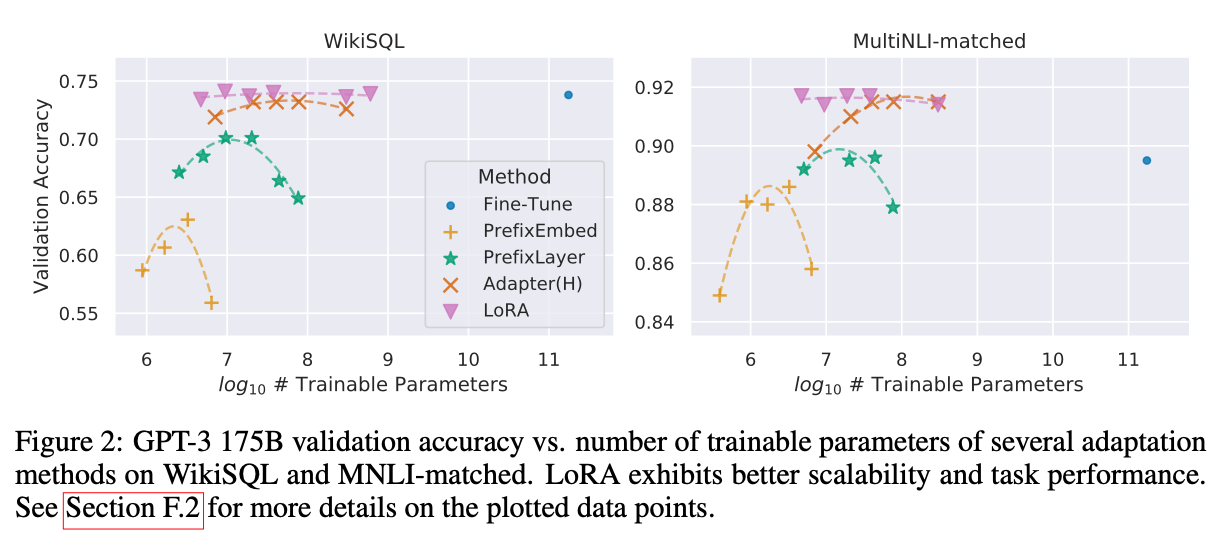 WikiSQL
MultiNLI-matched
Validation Accuracy
0.75
0.70
0.65
0.60
0.55
6 7 8 9 10 11
log10 # Trainable Parameters
Method
Fine-Tune
PrefixEmbed
PrefixLayer
Adapter(H)
LoRA
0.92
0.90
0.88
0.86
0.84
6 7 8 9 10 11
log10 # Trainable Parameters
Figure 2: GPT-3 175B validation accuracy vs. number of trainable parameters of several adaptation
methods on WikiSQL and MNLI-matched. LoRA exhibits better scalability and task performance.
See Section F.2 for more details on the plotted data points.